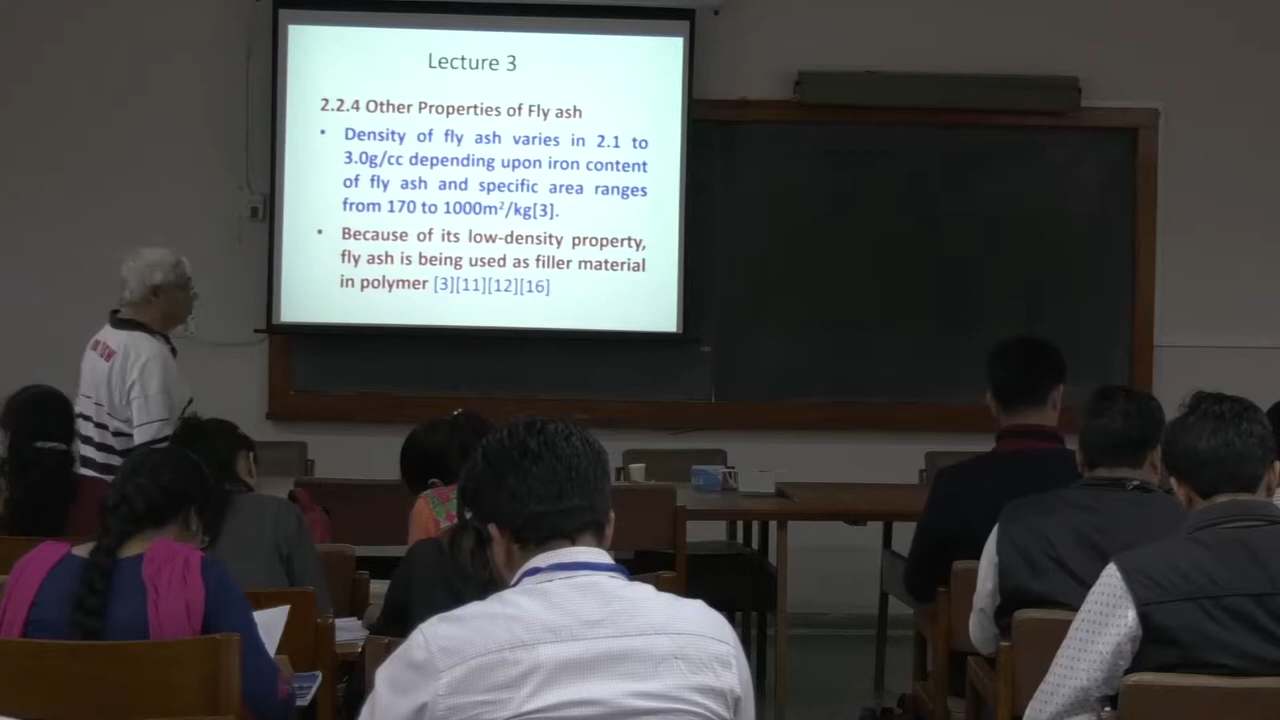 Lecture 3
2.2.4 Other Properties of Fly ash
• Density of fly ash varies in 2.1 to
3.0g/cc depending upon iron content
of fly ash and specific area ranges
from 170 to 1000m²/kg[3].
• Because of its low-density property,
fly ash is being used as filler material
in polymer [3][11][12][16]